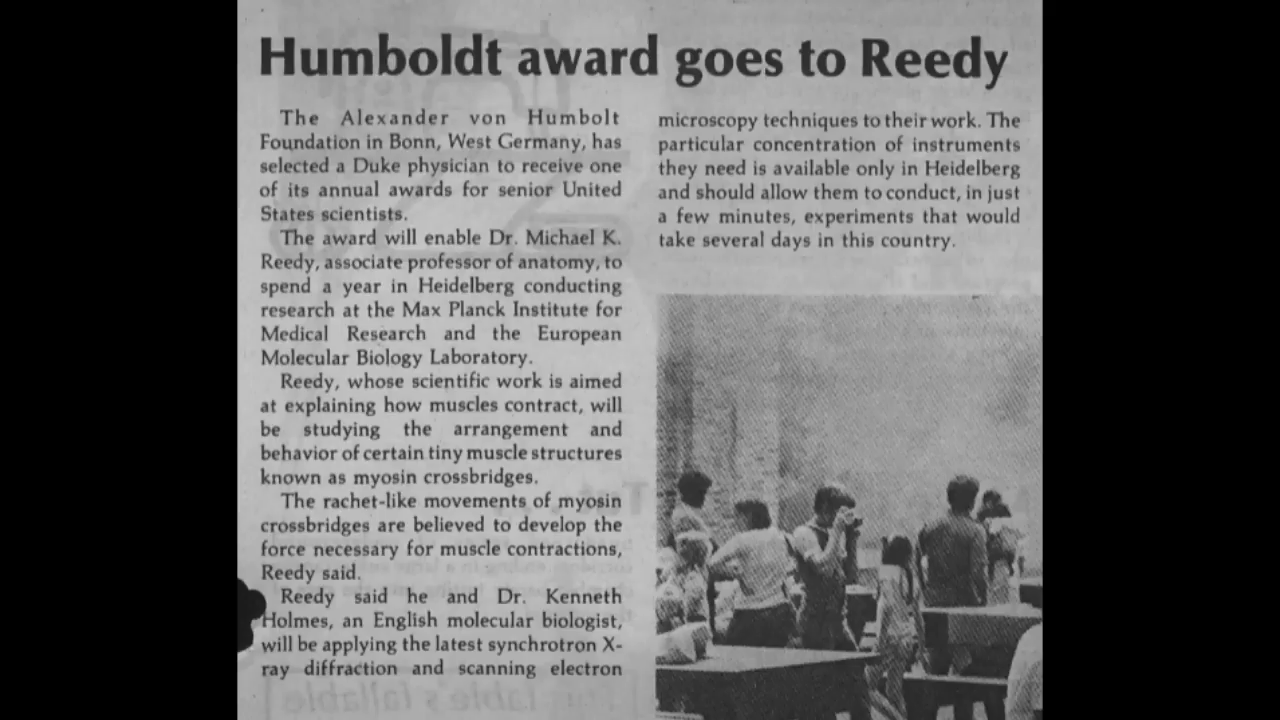 Humboldt award goes to Reedy
The Alexander von Humbolt
Foundation in Bonn, West Germany, has
selected a Duke physician to receive one
of its annual awards for senior United
States scientists.
The award will enable Dr. Michael K.
Reedy, associate professor of anatomy, to
spend a year in Heidelberg conducting
research at the Max Planck Institute for
Medical Research and the European
Molecular Biology Laboratory.
Reedy, whose scientific work is aimed
at explaining how muscles contract, will
be studying the arrangement and
behavior of certain tiny muscle structures
known as myosin crossbridges.
The rachet-like movements of myosin
crossbridges are believed to develop the
force necessary for muscle contractions,
Reedy said.
Reedy said he and Dr. Kenneth
Holmes, an English molecular biologist,
will be applying the latest synchrotron X-
ray diffraction and scanning electron
microscopy techniques to their work. The
particular concentration of instruments
they need is available only in Heidelberg
and should allow them to conduct, in just
a few minutes, experiments that would
take several days in this country.